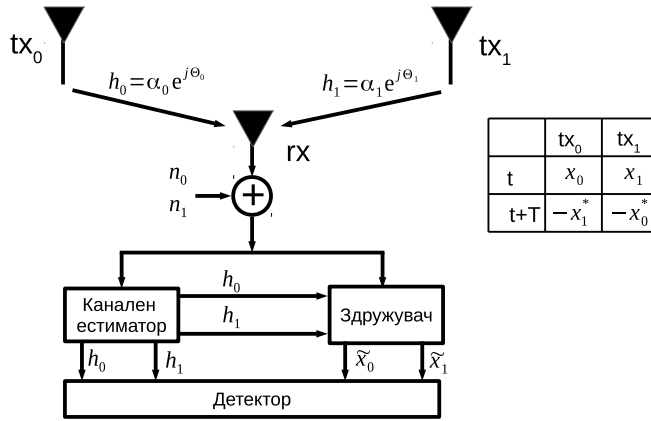 tx₀
tx₁
h₀=α₀e^{jΘ₀}
h₁=α₁e^{jΘ₁}
rx
n₀
n₁
+
tx₀ tx₁
t x₀ x₁
t+T −x₁* −x₀*
h₀
h₁
Канален
естиматор
Здружувач
h₀ h₁ x̃₀ x̃₁
Детектор